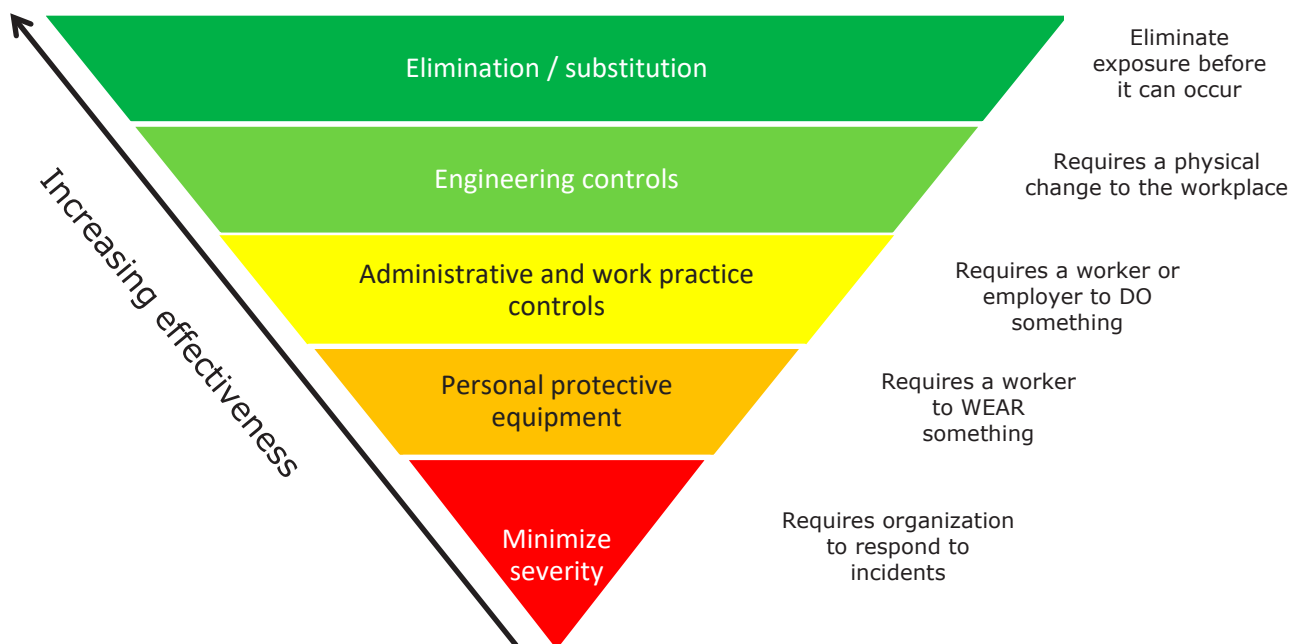 Elimination / substitution
Eliminate
exposure before
it can occur
Engineering controls
Requires a physical
change to the workplace
Administrative and work practice
controls
Requires a worker or
employer to DO
something
Personal protective
equipment
Requires a worker
to WEAR
something
Minimize
severity
Requires organization
to respond to
incidents
Increasing effectiveness